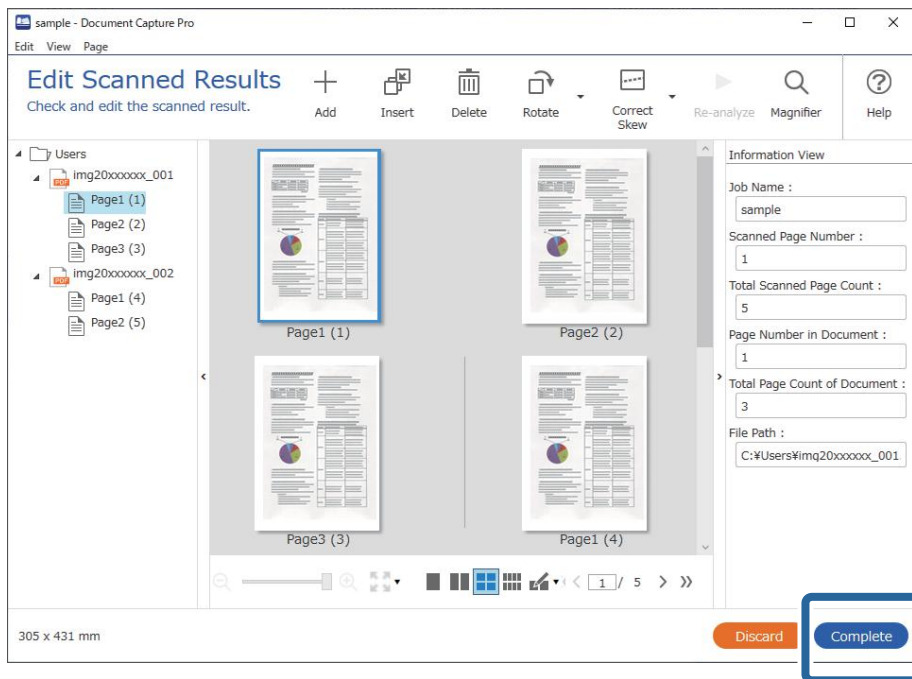 sample - Document Capture Pro
Edit View Page
Edit Scanned Results
Check and edit the scanned result.
Add
Insert
Delete
Rotate
Correct
Skew
Re-analyze
Magnifier
Help
Users
PDF img20xxxxxx_001
Page1 (1)
Page2 (2)
Page3 (3)
PDF img20xxxxxx_002
Page1 (4)
Page2 (5)
Page1 (1)
Page2 (2)
Page3 (3)
Page1 (4)
1 / 5
Information View
Job Name :
sample
Scanned Page Number :
1
Total Scanned Page Count :
5
Page Number in Document :
1
Total Page Count of Document :
3
File Path :
C:¥Users¥img20xxxxxx_001
305 x 431 mm
Discard
Complete